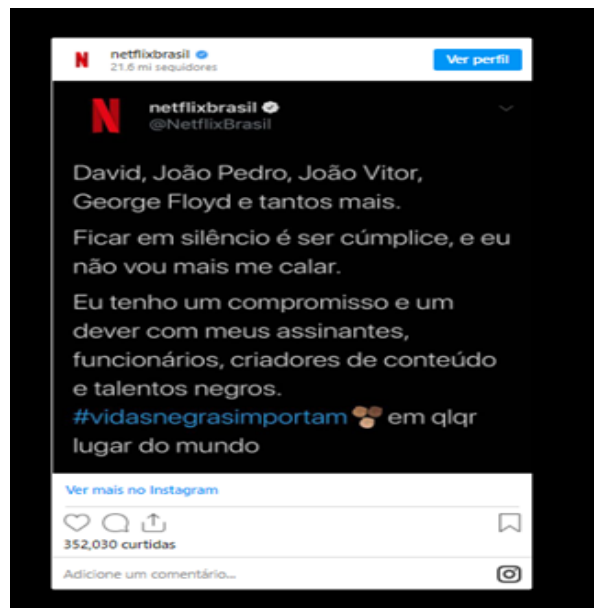 netflixbrasil
21.6 mi seguidores
Ver perfil
netflixbrasil
@NetflixBrasil
David, João Pedro, João Vitor,
George Floyd e tantos mais.
Ficar em silêncio é ser cúmplice, e eu
não vou mais me calar.
Eu tenho um compromisso e um
dever com meus assinantes,
funcionários, criadores de conteúdo
e talentos negros.
#vidasnegrasimportam em qlqr
lugar do mundo
Ver mais no Instagram
352,030 curtidas
Adicione um comentário...